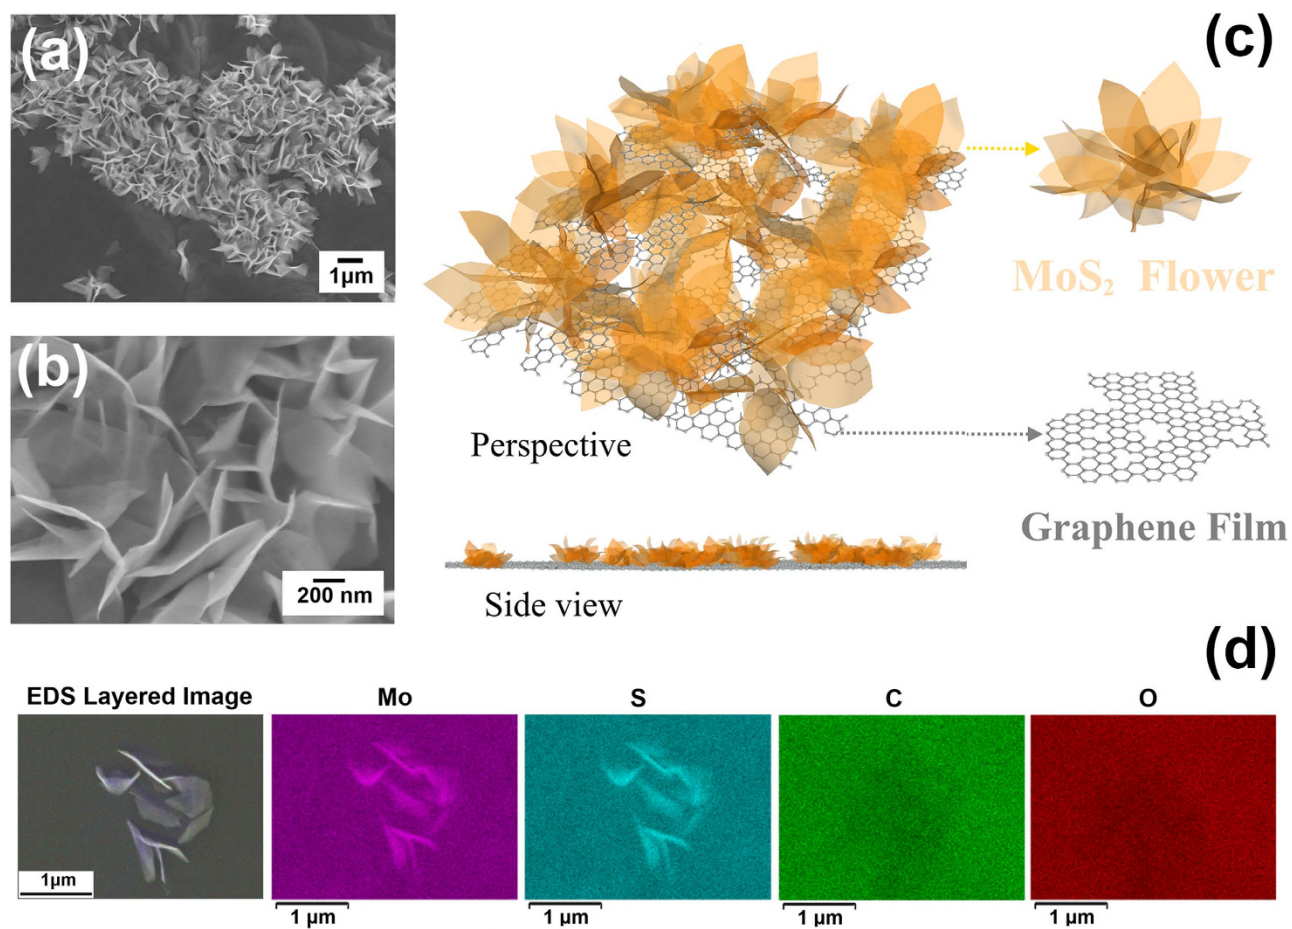 (a)
1µm
(b)
200 nm
(c)
MoS₂ Flower
Perspective
Graphene Film
Side view
(d)
EDS Layered Image
Mo
S
C
O
1µm
1 µm
1 µm
1 µm
1 µm